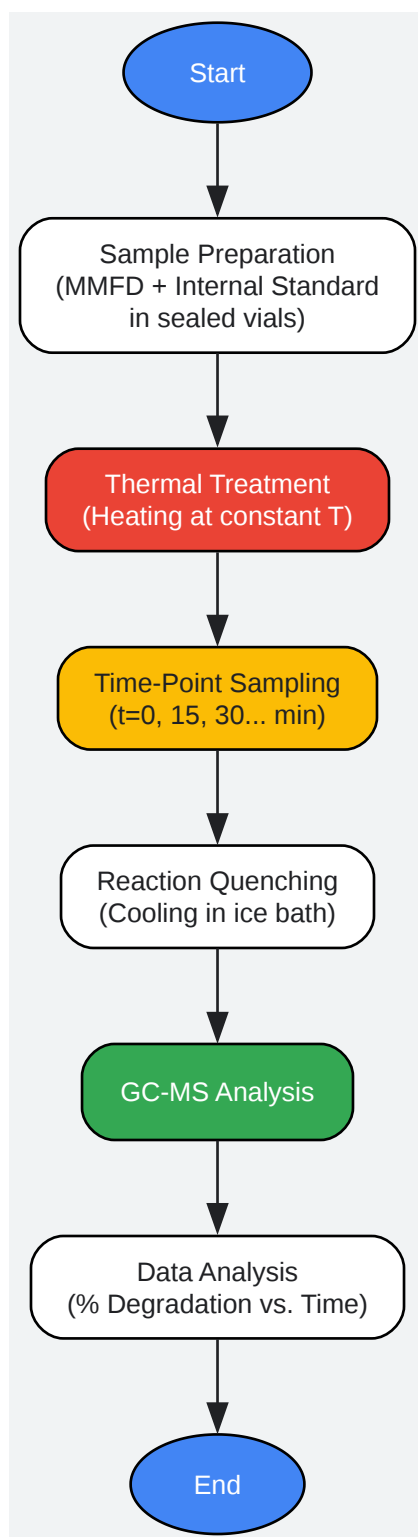 Start
Sample Preparation
(MMFD + Internal Standard
in sealed vials)
Thermal Treatment
(Heating at constant T)
Time-Point Sampling
(t=0, 15, 30... min)
Reaction Quenching
(Cooling in ice bath)
GC-MS Analysis
Data Analysis
(% Degradation vs. Time)
End